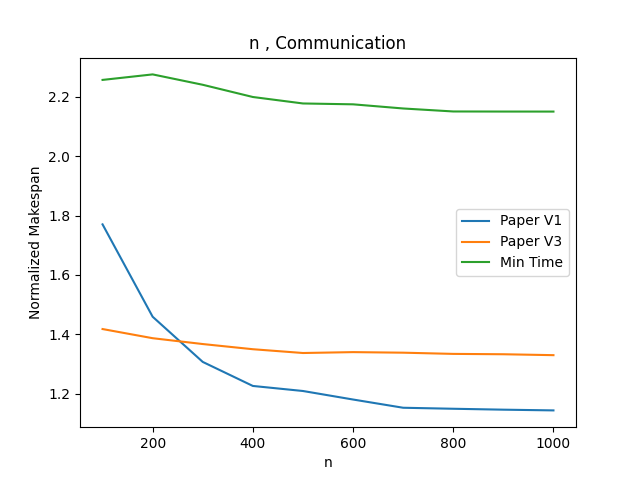 n , Communication
Normalized Makespan
2.2
2.0
1.8
1.6
1.4
1.2
Paper V1
Paper V3
Min Time
200
400
600
800
1000
n